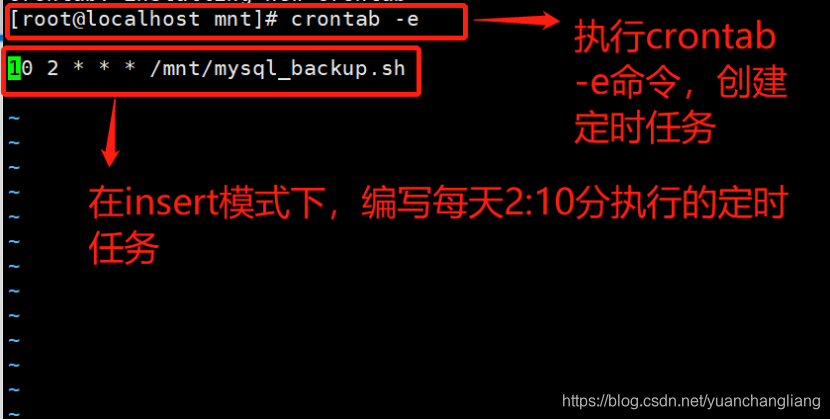 [root@localhost mnt]# crontab -e
执行crontab
-e命令，创建
定时任务
10 2 * * * /mnt/mysql_backup.sh
~
~
~
~
在insert模式下，编写每天2:10分执行的定时
任务
~
~
~
~
~
~
~
~
~
https://blog.csdn.net/yuanchangliang